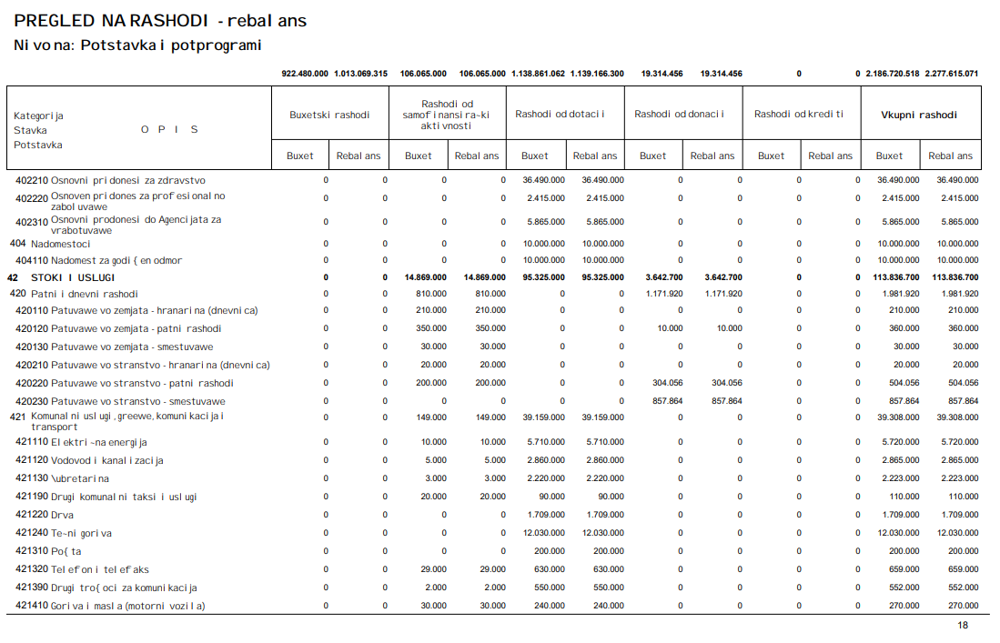 PREGLED NA RASHODI - rebalans
Nivo na: Potstavka i potprogrami
922.480.000 1.013.069.315 106.065.000 106.065.000 1.138.861.062 1.139.166.300 19.314.456 19.314.456 0 0 2.186.720.518 2.277.615.071
Kategorija
Stavka
Potstavka
O P I S
Buxetski rashodi
Rashodi od
samofinansira~ki
aktivnosti
Rashodi od dotacii
Rashodi od donacii
Rashodi od krediti
Vkupni rashodi
Buxet Rebalans Buxet Rebalans Buxet Rebalans Buxet Rebalans Buxet Rebalans Buxet Rebalans
402210 Osnovni pridonesi za zdravstvo 0 0 0 0 36.490.000 36.490.000 0 0 0 0 36.490.000 36.490.000
402220 Osnoven pridones za profesionalno
zaboluvawe 0 0 0 0 2.415.000 2.415.000 0 0 0 0 2.415.000 2.415.000
402310 Osnovni prodonesi do Agencijata za
vrabotuvawe 0 0 0 0 5.865.000 5.865.000 0 0 0 0 5.865.000 5.865.000
404 Nadomestoci 0 0 0 0 10.000.000 10.000.000 0 0 0 0 10.000.000 10.000.000
404110 Nadomest za godi{en odmor 0 0 0 0 10.000.000 10.000.000 0 0 0 0 10.000.000 10.000.000
42 STOKI I USLUGI 0 0 14.869.000 14.869.000 95.325.000 95.325.000 3.642.700 3.642.700 0 0 113.836.700 113.836.700
420 Patni i dnevni rashodi 0 0 810.000 810.000 0 0 1.171.920 1.171.920 0 0 1.981.920 1.981.920
420110 Patuvawe vo zemjata - hranarina (dnevnica) 0 0 210.000 210.000 0 0 0 0 0 0 210.000 210.000
420120 Patuvawe vo zemjata - patni rashodi 0 0 350.000 350.000 0 0 10.000 10.000 0 0 360.000 360.000
420130 Patuvawe vo zemjata - smestuvawe 0 0 30.000 30.000 0 0 0 0 0 0 30.000 30.000
420210 Patuvawe vo stranstvo - hranarina (dnevnica) 0 0 20.000 20.000 0 0 0 0 0 0 20.000 20.000
420220 Patuvawe vo stranstvo - patni rashodi 0 0 200.000 200.000 0 0 304.056 304.056 0 0 504.056 504.056
420230 Patuvawe vo stranstvo - smestuvawe 0 0 0 0 0 0 857.864 857.864 0 0 857.864 857.864
421 Komunalni uslugi, greewe, komunikacija i
transport 0 0 149.000 149.000 39.159.000 39.159.000 0 0 0 0 39.308.000 39.308.000
421110 Elektri~na energija 0 0 10.000 10.000 5.710.000 5.710.000 0 0 0 0 5.720.000 5.720.000
421120 Vodovod i kanalizacija 0 0 5.000 5.000 2.860.000 2.860.000 0 0 0 0 2.865.000 2.865.000
421130 \ubretarina 0 0 3.000 3.000 2.220.000 2.220.000 0 0 0 0 2.223.000 2.223.000
421190 Drugi komunalni taksi i uslugi 0 0 20.000 20.000 90.000 90.000 0 0 0 0 110.000 110.000
421220 Drva 0 0 0 0 1.709.000 1.709.000 0 0 0 0 1.709.000 1.709.000
421240 Te~ni goriva 0 0 0 0 12.030.000 12.030.000 0 0 0 0 12.030.000 12.030.000
421310 Po{ta 0 0 0 0 200.000 200.000 0 0 0 0 200.000 200.000
421320 Telefon i telefaks 0 0 29.000 29.000 630.000 630.000 0 0 0 0 659.000 659.000
421390 Drugi tro{oci za komunikacija 0 0 2.000 2.000 550.000 550.000 0 0 0 0 552.000 552.000
421410 Goriva i masla (motorni vozila) 0 0 30.000 30.000 240.000 240.000 0 0 0 0 270.000 270.000
18